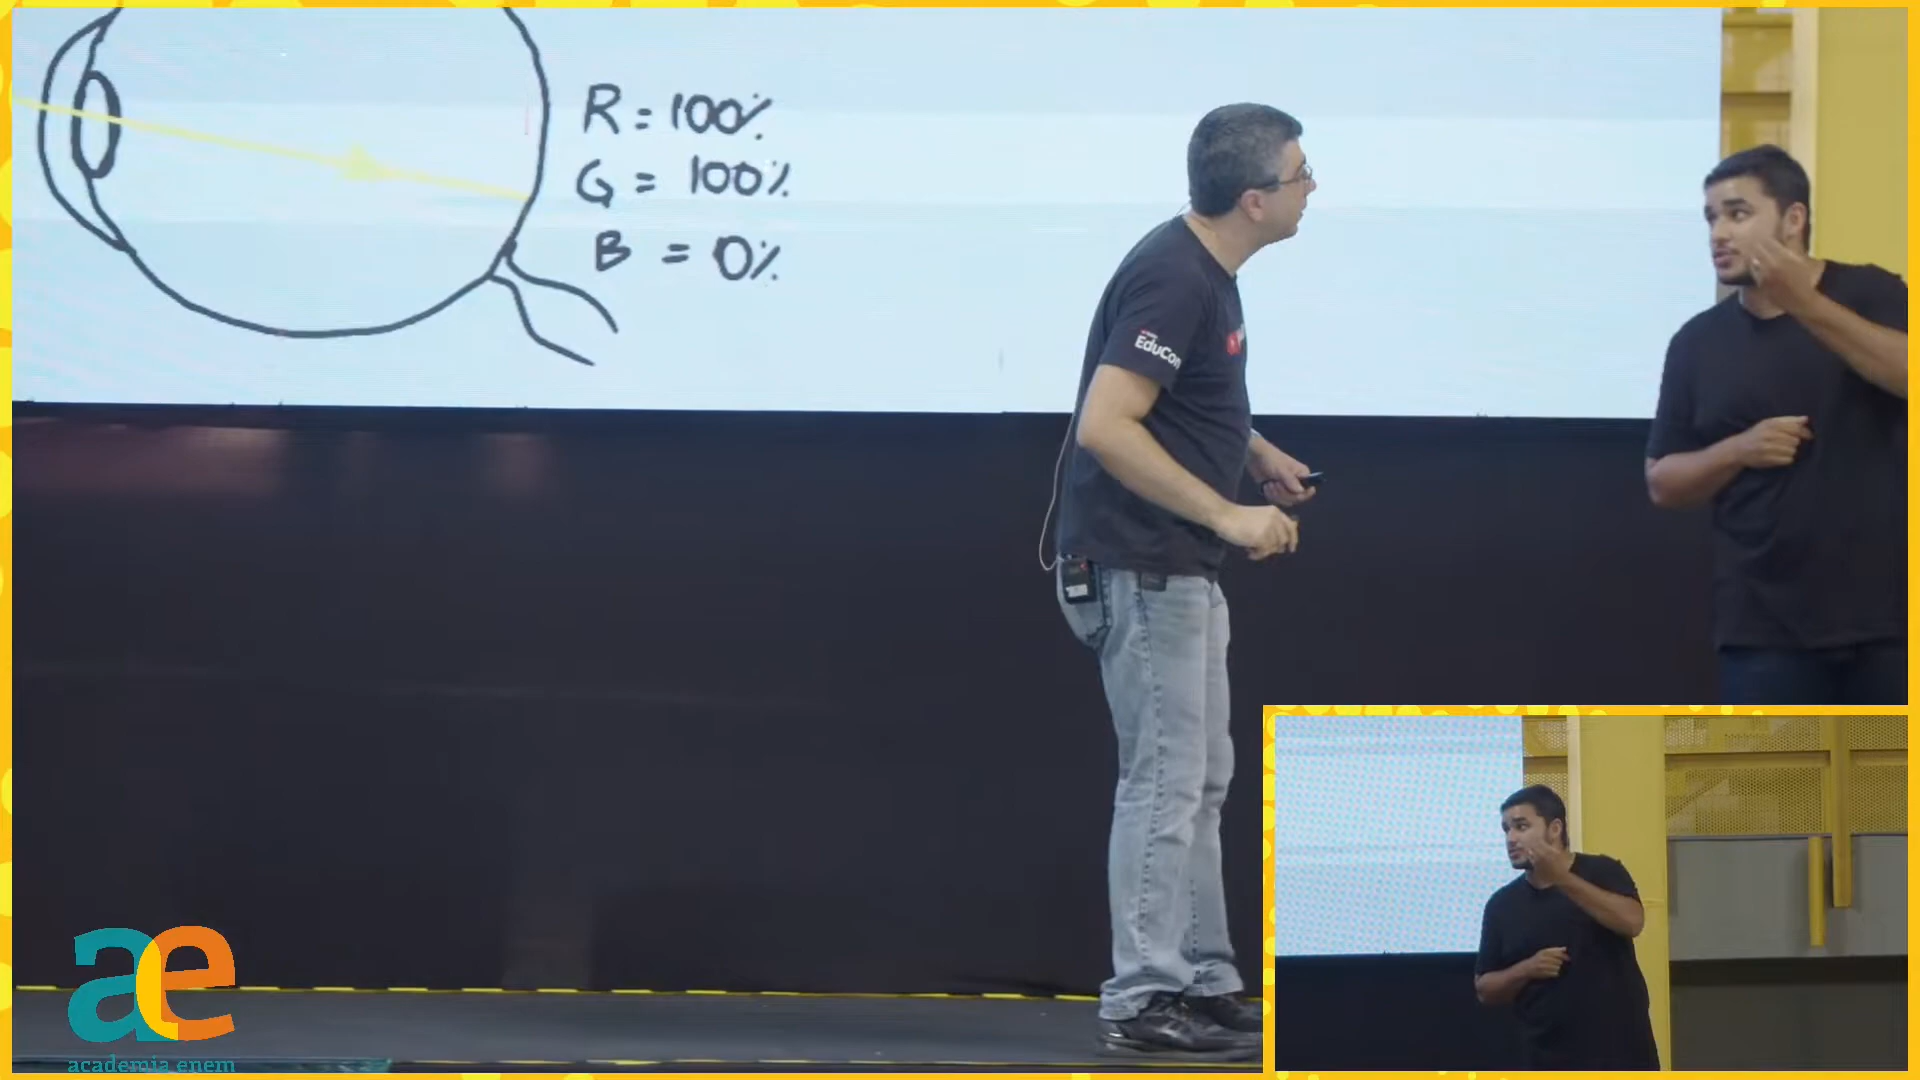 R = 100%
G = 100%
B = 0%
EduCon
ae
academia enem